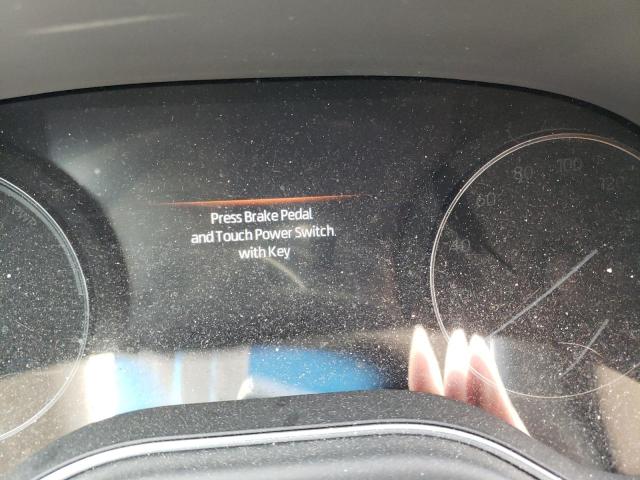 Press Brake Pedal
and Touch Power Switch
with Key
100
80
60
40